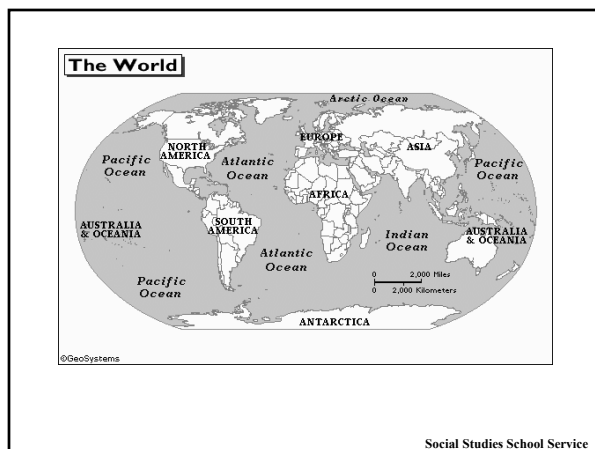 The World
Arctic Ocean
NORTH
AMERICA
EUROPE
ASIA
Pacific
Ocean
Atlantic
Ocean
Pacific
Ocean
AFRICA
AUSTRALIA
& OCEANIA
SOUTH
AMERICA
Indian
Ocean
AUSTRALIA
& OCEANIA
Atlantic
Ocean
Pacific
Ocean
0 2,000 Miles
0 2,000 Kilometers
ANTARCTICA
©GeoSystems
Social Studies School Service